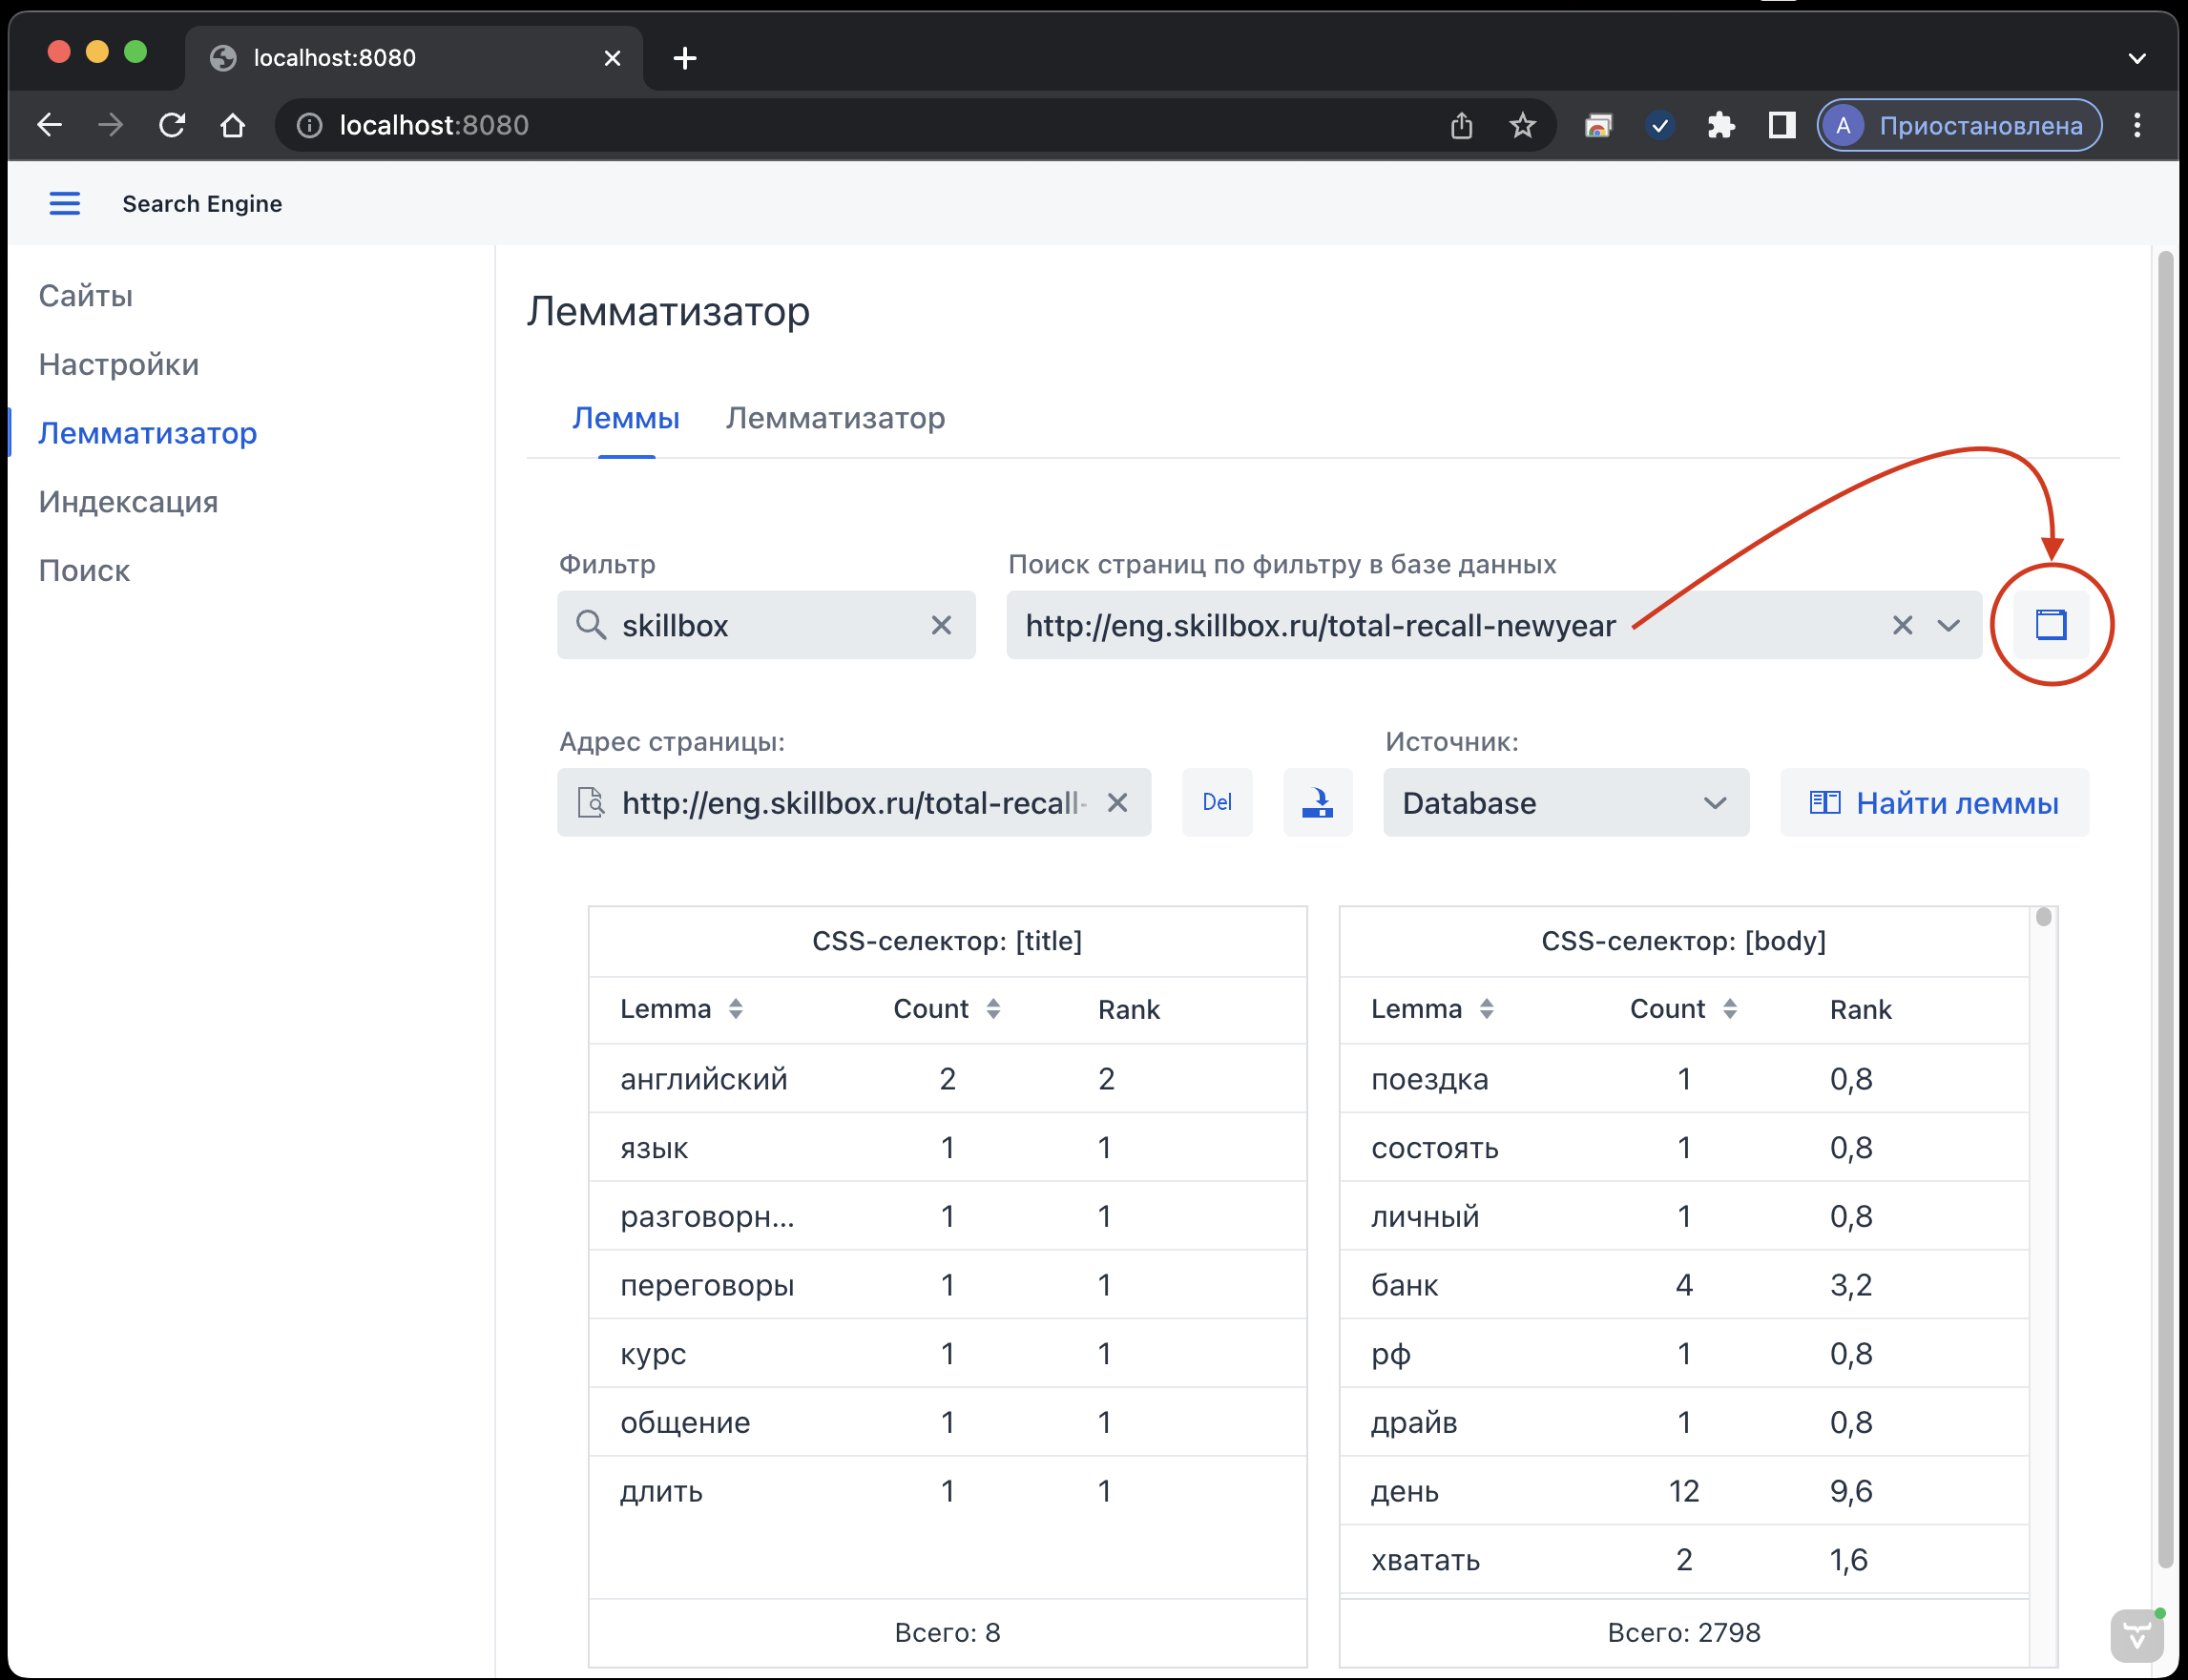 localhost:8080
localhost:8080
A Приостановлена
Search Engine
Сайты
Настройки
Лемматизатор
Индексация
Поиск
Лемматизатор
Леммы Лемматизатор
Фильтр Поиск страниц по фильтру в базе данных
skillbox http://eng.skillbox.ru/total-recall-newyear
Адрес страницы: Источник:
http://eng.skillbox.ru/total-recall- Del Database Найти леммы
CSS-селектор: [title]
Lemma Count Rank
английский 2 2
язык 1 1
разговорн... 1 1
переговоры 1 1
курс 1 1
общение 1 1
длить 1 1
Всего: 8
CSS-селектор: [body]
Lemma Count Rank
поездка 1 0,8
состоять 1 0,8
личный 1 0,8
банк 4 3,2
рф 1 0,8
драйв 1 0,8
день 12 9,6
хватать 2 1,6
Всего: 2798